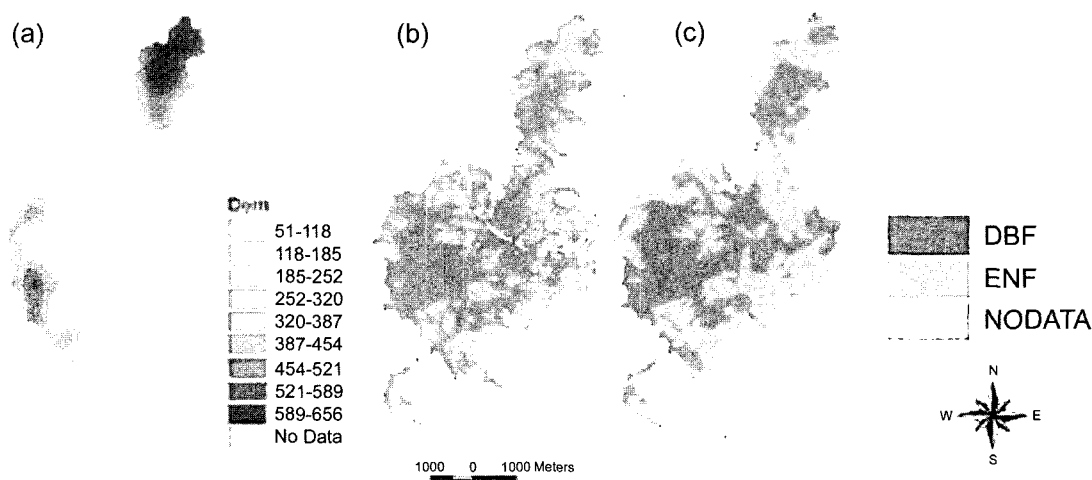 (a)
(b)
(c)
51-118
118-185
185-252
252-320
320-387
387-454
454-521
521-589
589-656
No Data
DBF
ENF
NODATA
N
W
E
S
1000 0 1000 Meters